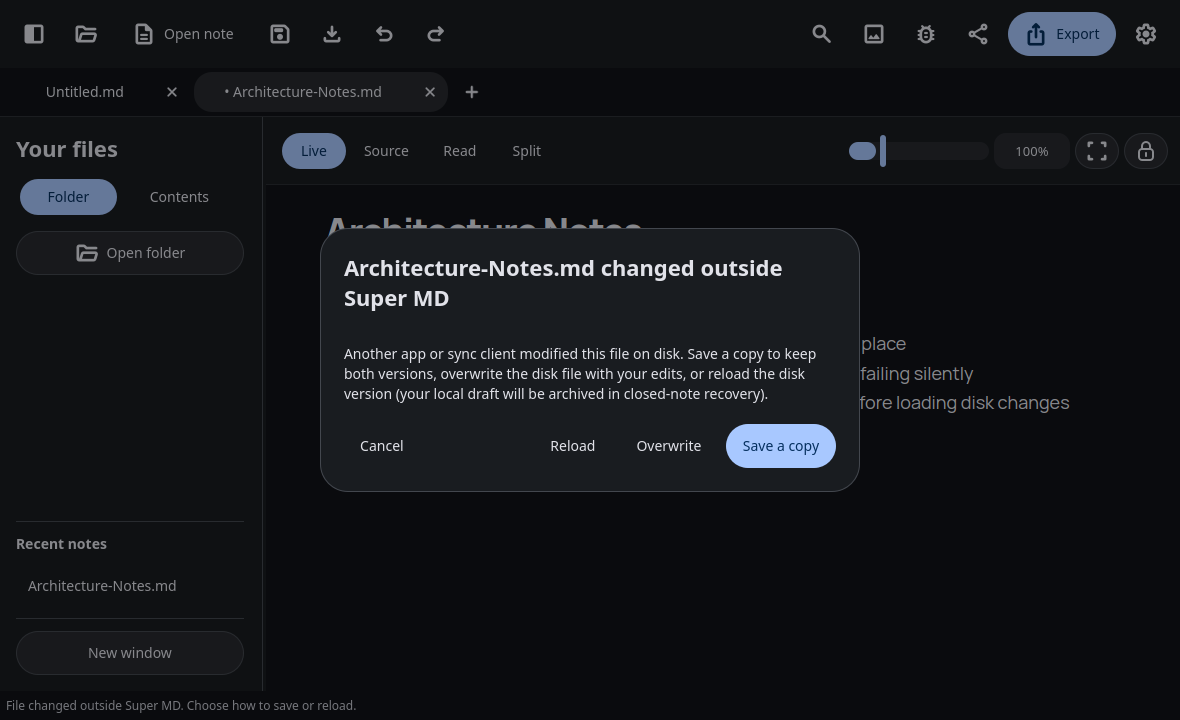 Open note
Export
Untitled.md
• Architecture-Notes.md
Your files
Folder
Contents
Open folder
Recent notes
Architecture-Notes.md
New window
Live
Source
Read
Split
100%
Architecture Notes
place
failing silently
fore loading disk changes
Architecture-Notes.md changed outside
Super MD
Another app or sync client modified this file on disk. Save a copy to keep
both versions, overwrite the disk file with your edits, or reload the disk
version (your local draft will be archived in closed-note recovery).
Cancel
Reload
Overwrite
Save a copy
File changed outside Super MD. Choose how to save or reload.